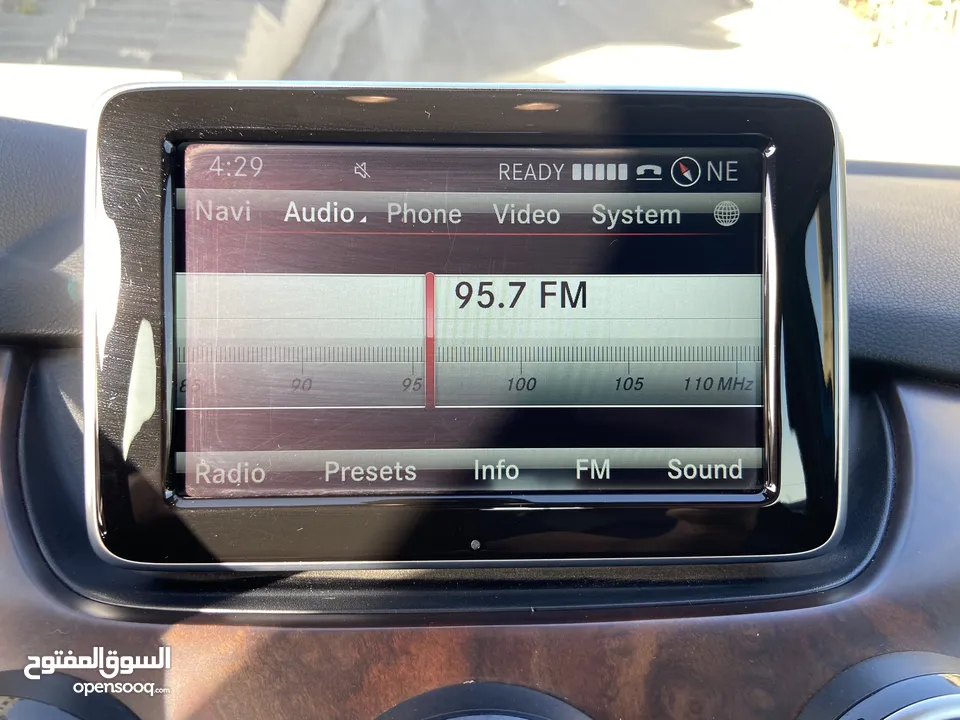 4:29 READY NE
Navi Audio Phone Video System
95.7 FM
85 90 95 100 105 110 MHz
Radio Presets Info FM Sound
السوق المفتوح
opensooq.com